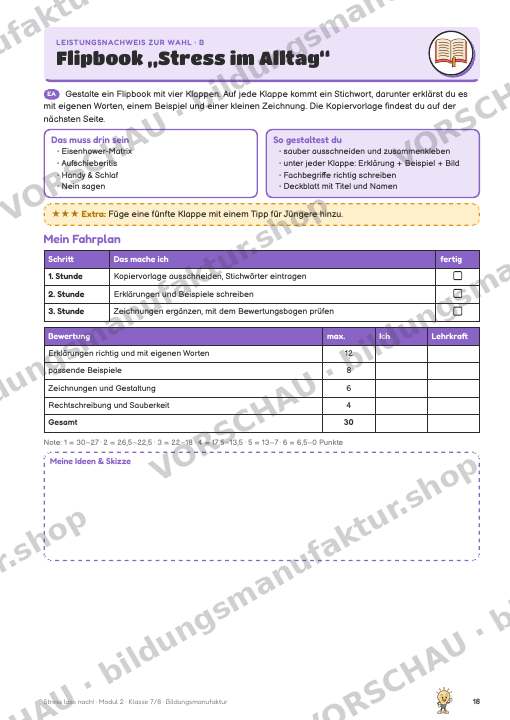 LEISTUNGSNACHWEIS ZUR WAHL · B
Flipbook „Stress im Alltag“
EA Gestalte ein Flipbook mit vier Klappen. Auf jede Klappe kommt ein Stichwort, darunter erklärst du es
mit eigenen Worten, einem Beispiel und einer kleinen Zeichnung. Die Kopiervorlage findest du auf der
nächsten Seite.
Das muss drin sein
· Eisenhower-Matrix
· Aufschieberitis
· Handy & Schlaf
· Nein sagen
So gestaltest du
· sauber ausschneiden und zusammenkleben
· unter jeder Klappe: Erklärung + Beispiel + Bild
· Fachbegriffe richtig schreiben
· Deckblatt mit Titel und Namen
★★★ Extra: Füge eine fünfte Klappe mit einem Tipp für Jüngere hinzu.
Mein Fahrplan
Schritt Das mache ich fertig
1. Stunde Kopiervorlage ausschneiden, Stichwörter eintragen
2. Stunde Erklärungen und Beispiele schreiben
3. Stunde Zeichnungen ergänzen, mit dem Bewertungsbogen prüfen
Bewertung max. Ich Lehrkraft
Erklärungen richtig und mit eigenen Worten 12
passende Beispiele 8
Zeichnungen und Gestaltung 6
Rechtschreibung und Sauberkeit 4
Gesamt 30
Note: 1 = 30–27 · 2 = 26,5–22,5 · 3 = 22–18 · 4 = 17,5–13,5 · 5 = 13–7 · 6 = 6,5–0 Punkte
Meine Ideen & Skizze
Stress lass nach! · Modul 2 · Klasse 7/8 · Bildungsmanufaktur
18
VORSCHAU · bildungsmanufaktur.shop